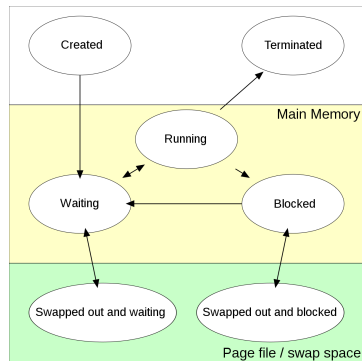 Created
Terminated
Main Memory
Running
Waiting
Blocked
Swapped out and waiting
Swapped out and blocked
Page file / swap space